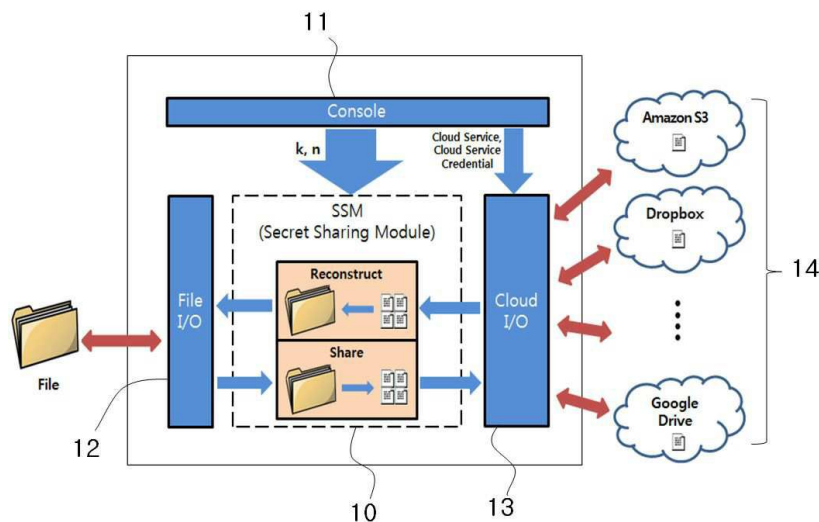 11
Console
k, n
Cloud Service,
Cloud Service
Credential
Amazon S3
Dropbox
SSM
(Secret Sharing Module)
Reconstruct
File
I/O
Cloud
I/O
14
Share
File
Google
Drive
12
10
13